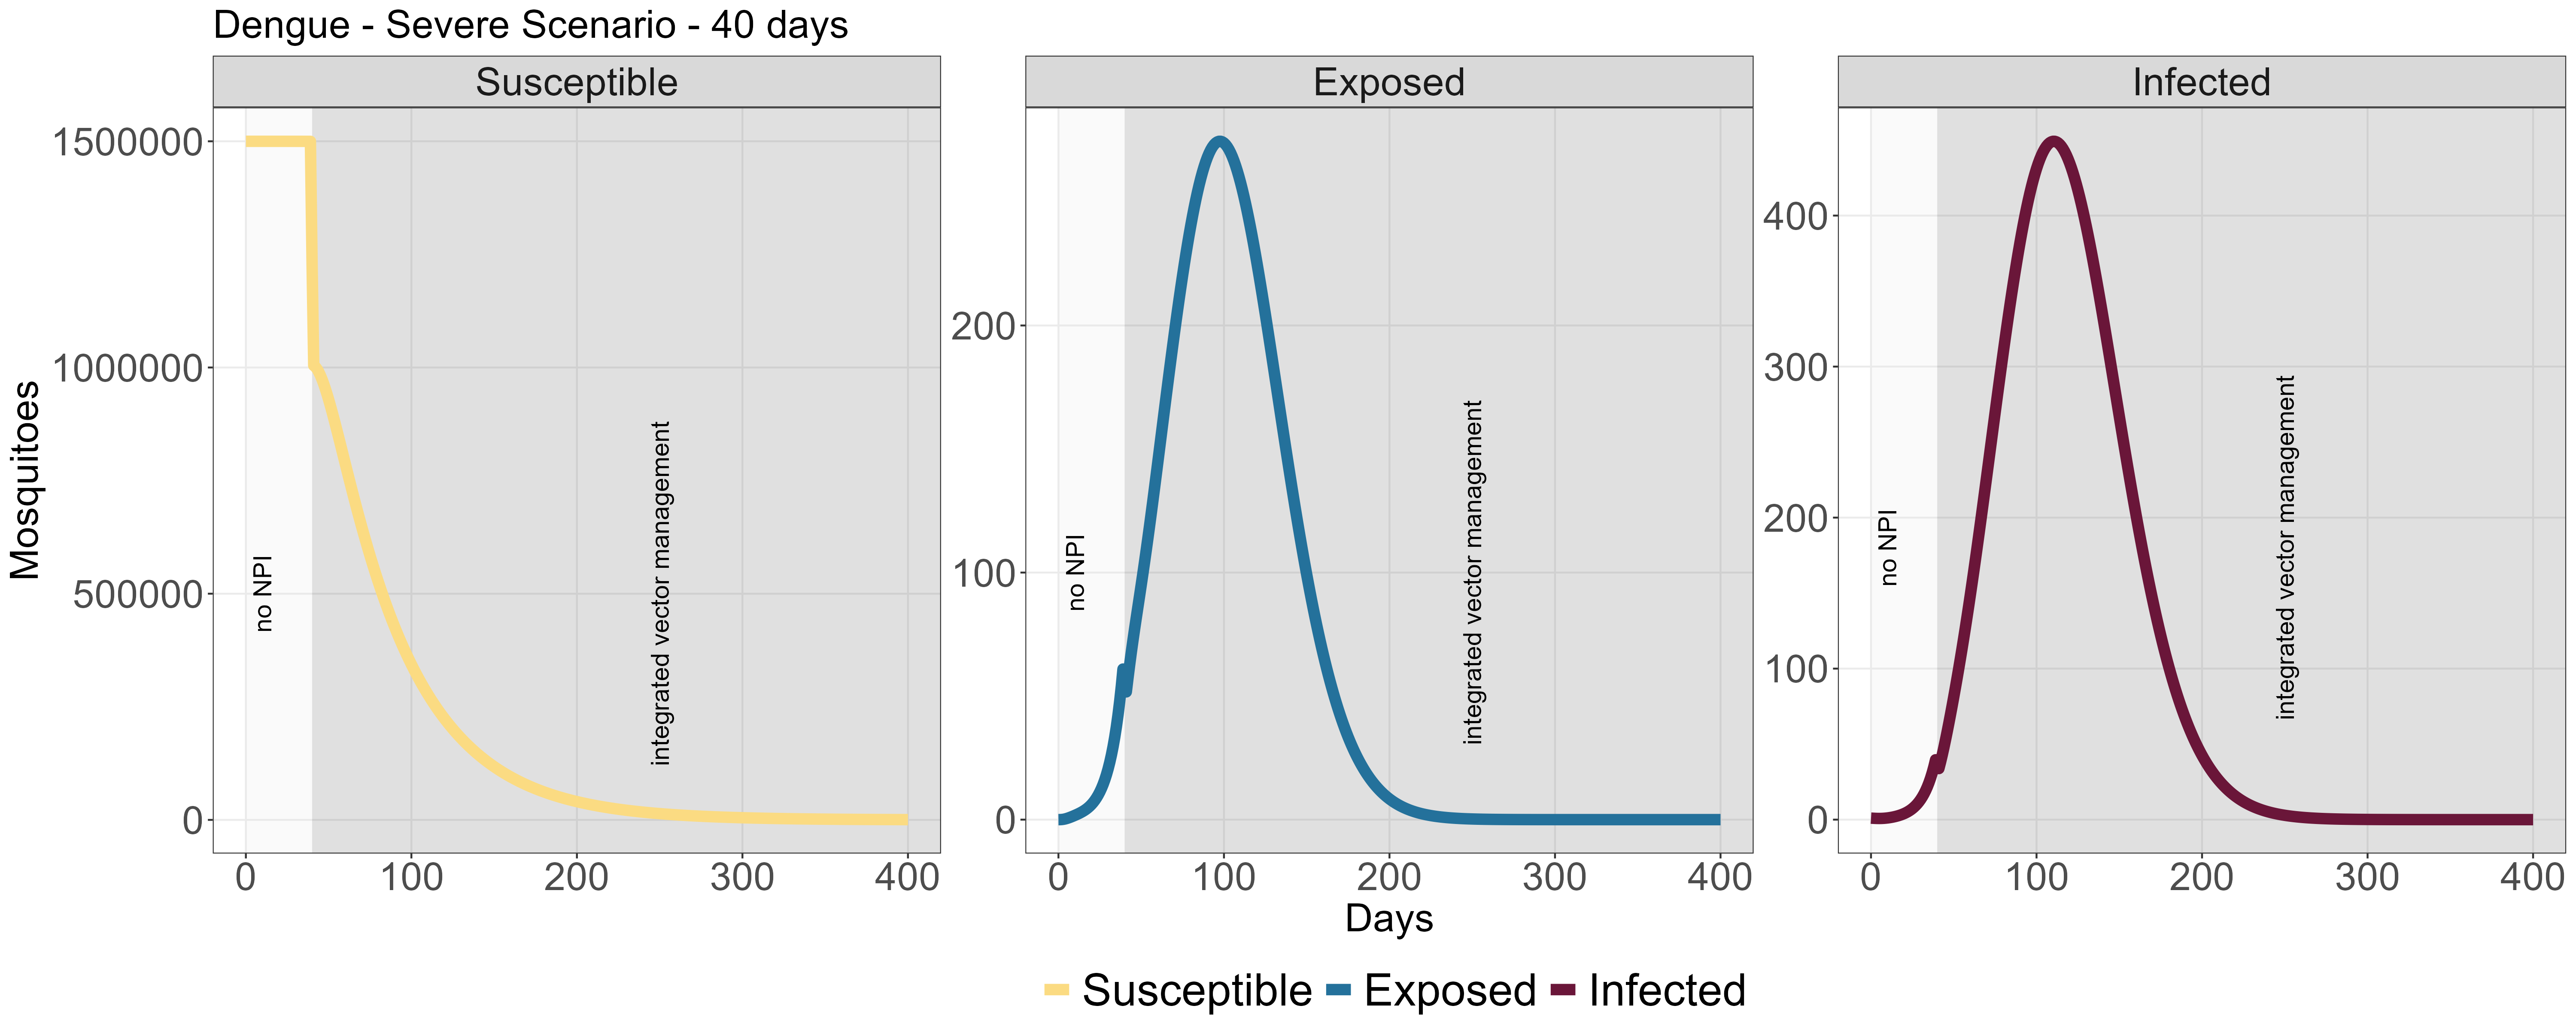 Dengue - Severe Scenario - 40 days
Susceptible
Exposed
Infected
Mosquitoes
1500000
1000000
500000
0
no NPI
integrated vector management
0 100 200 300 400
200
100
0
no NPI
integrated vector management
0 100 200 300 400
400
300
200
100
0
no NPI
integrated vector management
0 100 200 300 400
Days
Susceptible Exposed Infected